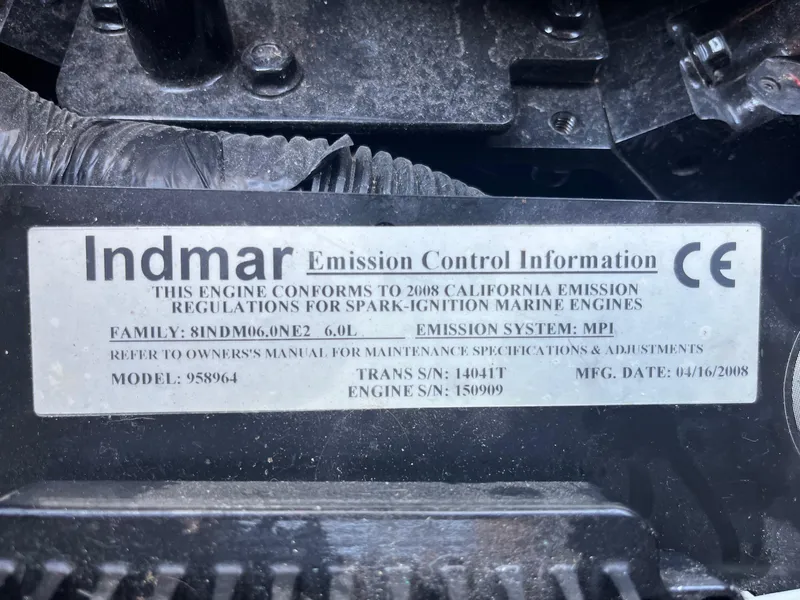 Indmar Emission Control Information CE
THIS ENGINE CONFORMS TO 2008 CALIFORNIA EMISSION
REGULATIONS FOR SPARK-IGNITION MARINE ENGINES
FAMILY: 8INDM06.0NE2 6.0L EMISSION SYSTEM: MPI
REFER TO OWNERS'S MANUAL FOR MAINTENANCE SPECIFICATIONS & ADJUSTMENTS
MODEL: 958964 TRANS S/N: 14041T MFG. DATE: 04/16/2008
ENGINE S/N: 150909